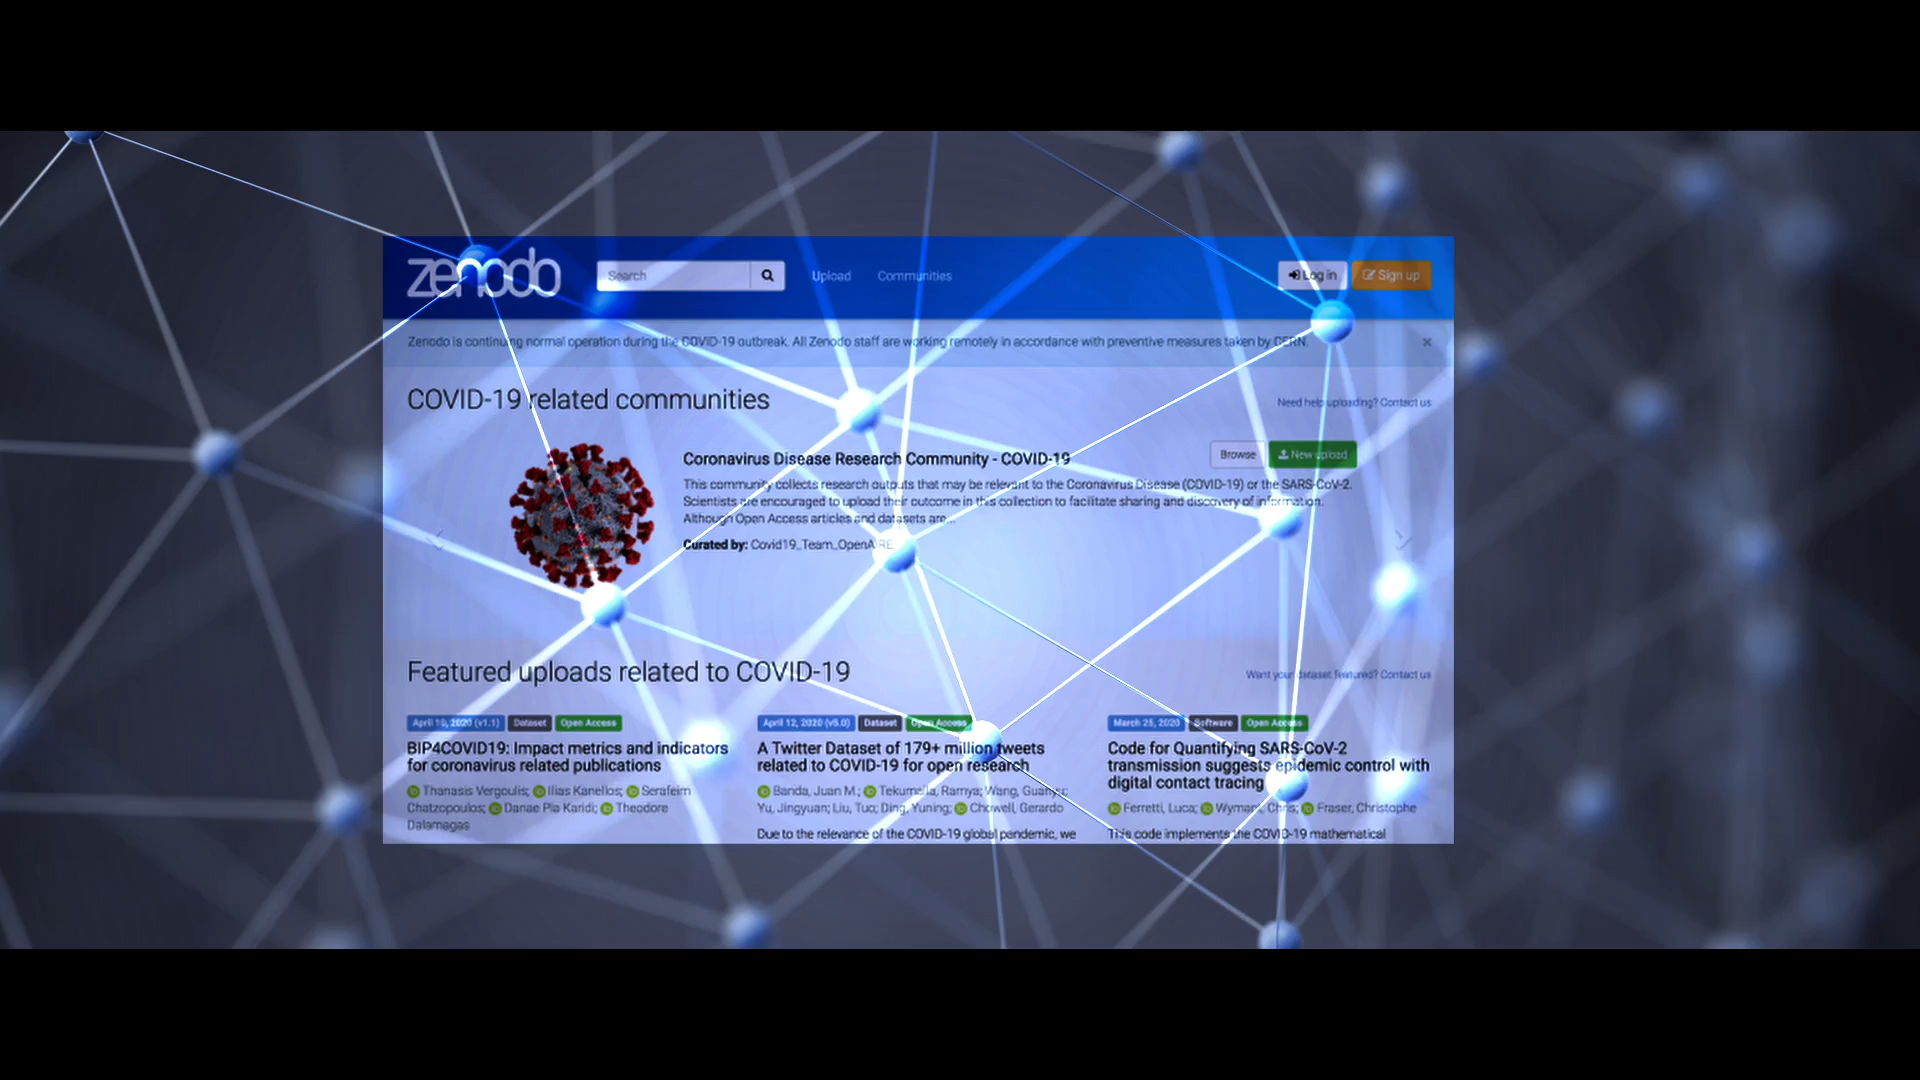 zenodo
Search
Upload
Communities
Log in
Sign up
Zenodo is continuing normal operation during the COVID-19 outbreak. All Zenodo staff are working remotely in accordance with preventive measures taken by CERN.
COVID-19 related communities
Need help uploading? Contact us
Coronavirus Disease Research Community - COVID-19
Browse
New upload
This community collects research outputs that may be relevant to the Coronavirus Disease (COVID-19) or the SARS-CoV-2.
Scientists are encouraged to upload their outcome in this collection to facilitate sharing and discovery of information.
Although Open Access articles and datasets are...
Curated by: Covid19_Team_OpenAIRE
Featured uploads related to COVID-19
Want your dataset featured? Contact us
April 10, 2020 (v1.1) Dataset Open Access
BIP4COVID19: Impact metrics and indicators
for coronavirus related publications
Thanasis Vergoulis; Ilias Kanellos; Serafeim
Chatzopoulos; Danae Pla Karidi; Theodore
Dalamagas
April 12, 2020 (v5.0) Dataset Open Access
A Twitter Dataset of 179+ million tweets
related to COVID-19 for open research
Banda, Juan M.; Tekumalla, Ramya; Wang, Guanyu;
Yu, Jingyuan; Liu, Tuo; Ding, Yuning; Chowell, Gerardo
Due to the relevance of the COVID-19 global pandemic, we
March 25, 2020 Software Open Access
Code for Quantifying SARS-CoV-2
transmission suggests epidemic control with
digital contact tracing
Ferretti, Luca; Wymant, Chris; Fraser, Christophe
This code implements the COVID-19 mathematical